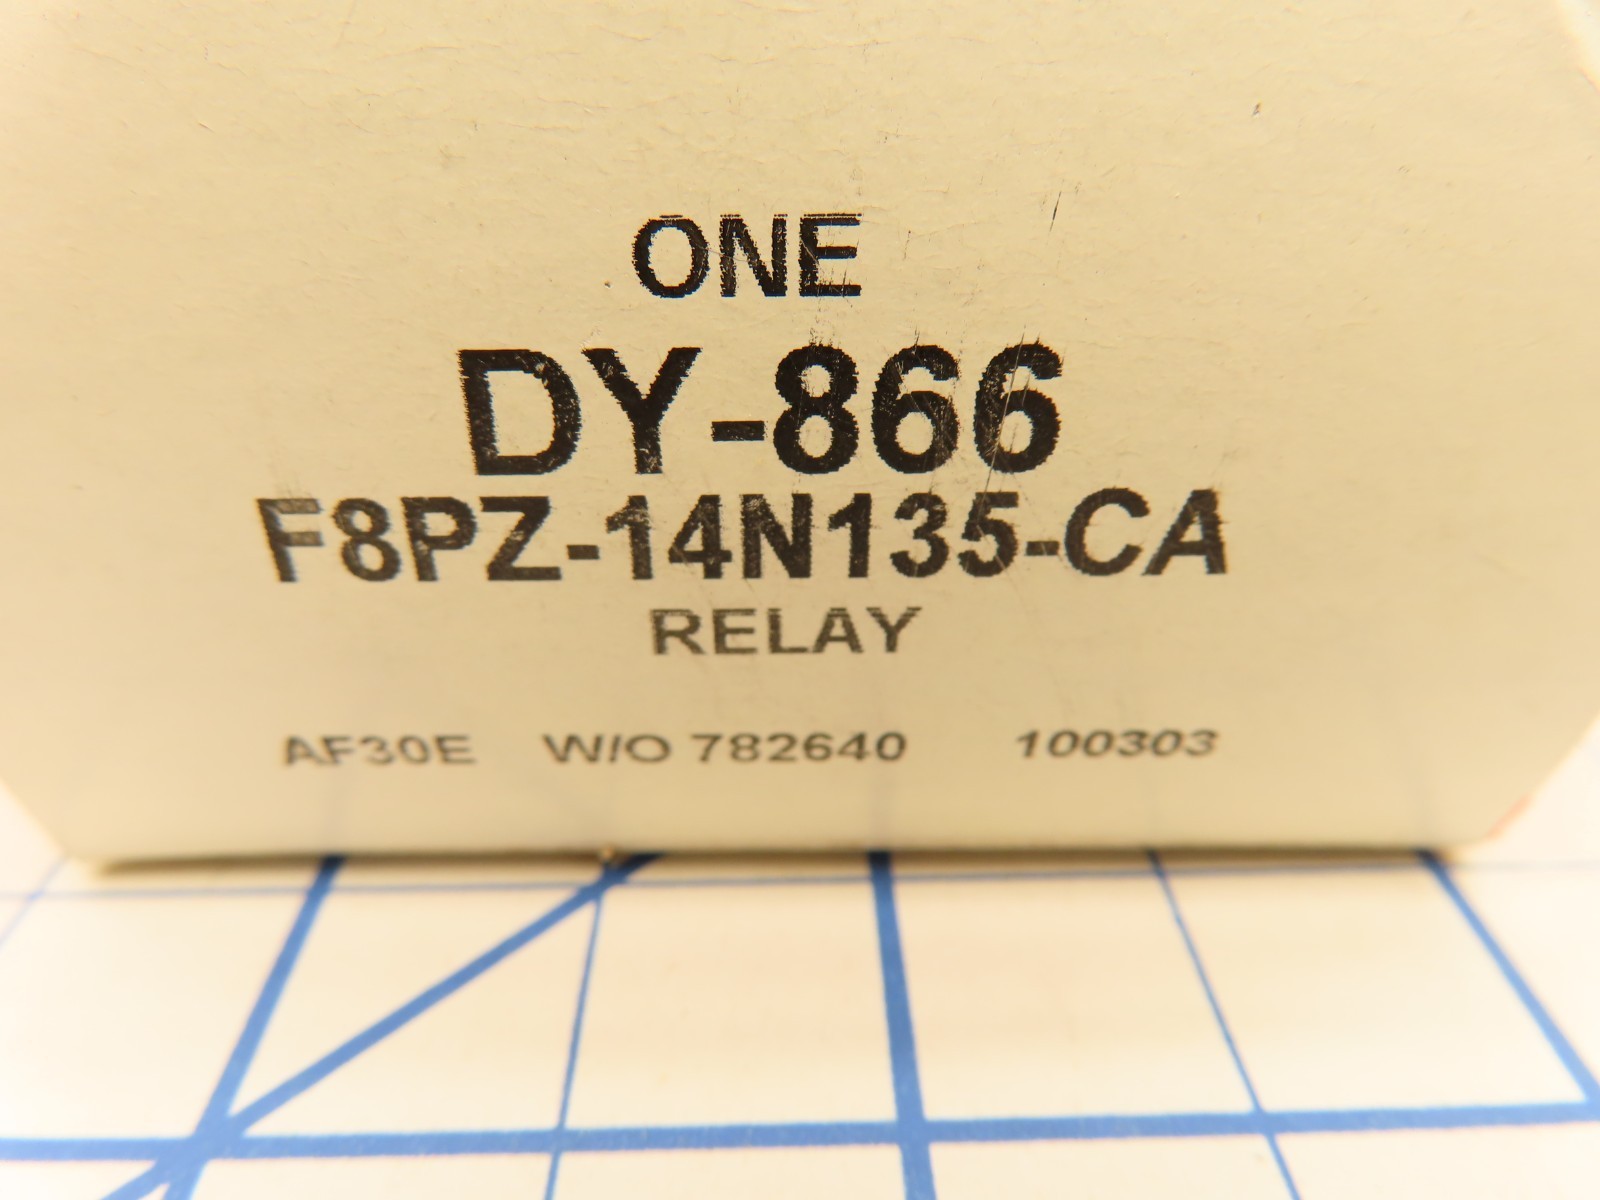 ONE
DY-866
F8PZ-14N135-CA
RELAY
AF30E W/O 782640 100303